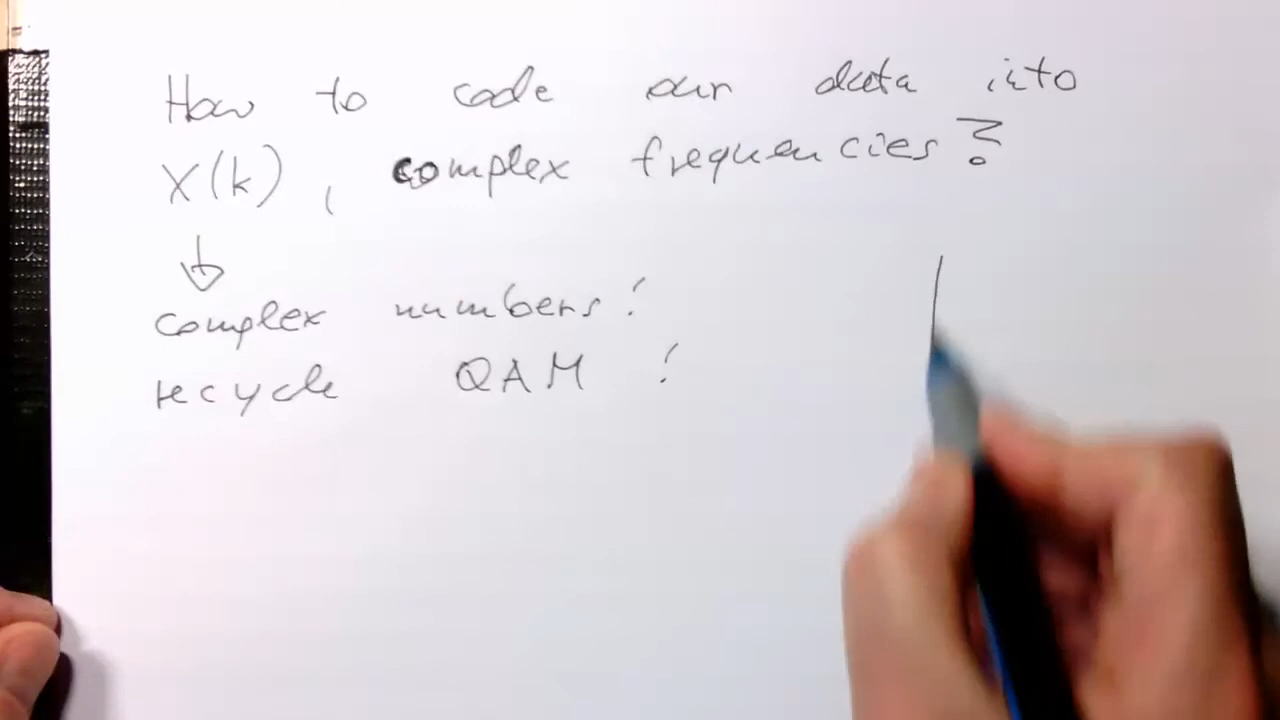 How to code our data into
X(k), complex frequencies?
↓
complex numbers!
recycle QAM!